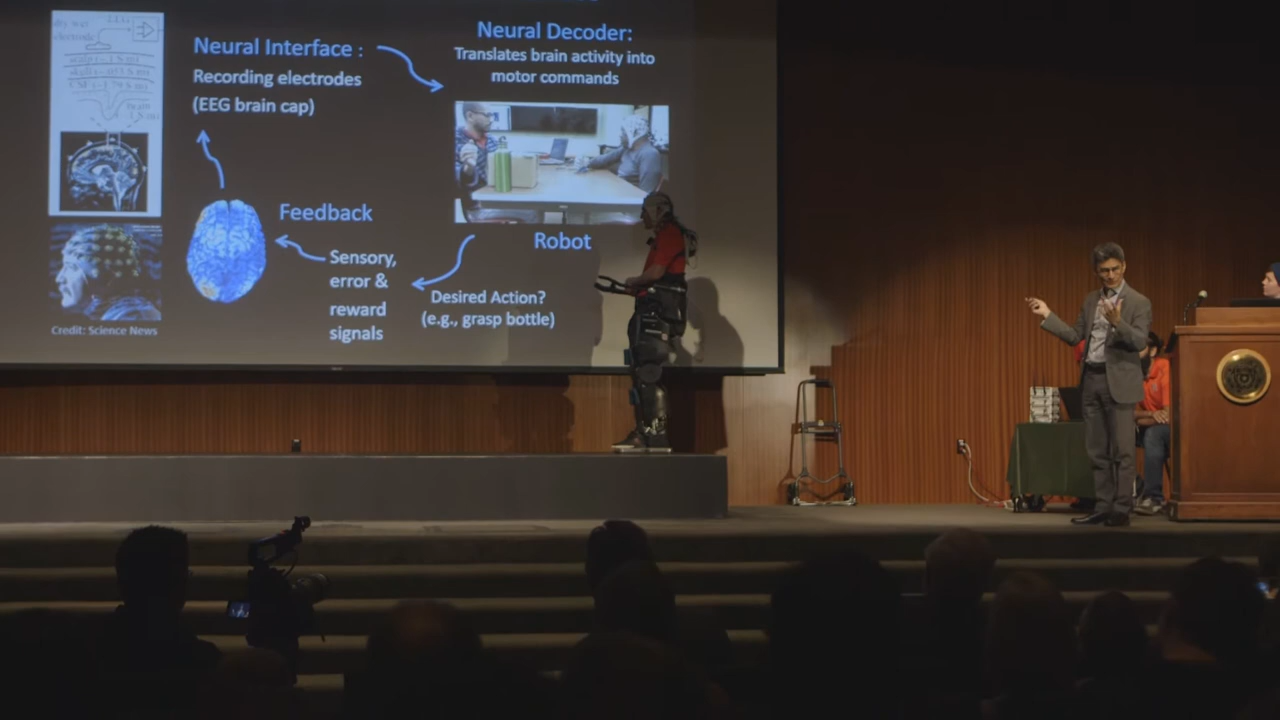 Neural Interface :
Recording electrodes
(EEG brain cap)
Neural Decoder:
Translates brain activity into
motor commands
Robot
Desired Action?
(e.g., grasp bottle)
Feedback
Sensory,
error &
reward
signals
Credit: Science News